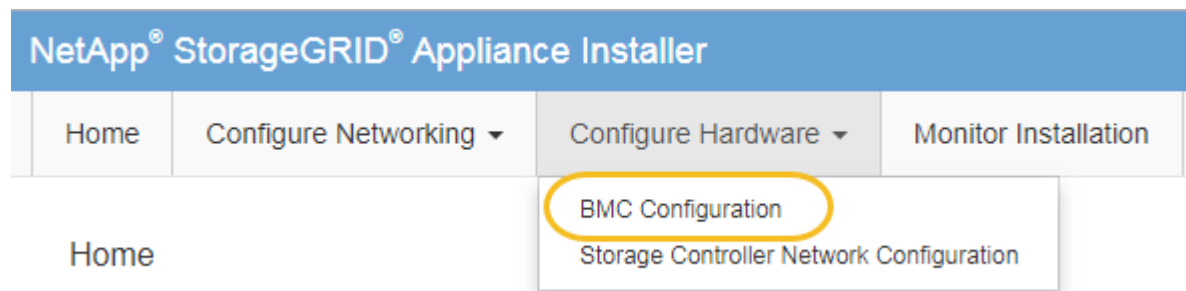 NetApp® StorageGRID® Appliance Installer
Home Configure Networking Configure Hardware Monitor Installation
BMC Configuration
Home
Storage Controller Network Configuration